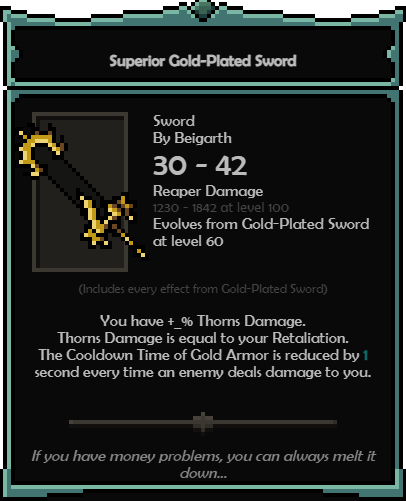 Superior Gold-Plated Sword
Sword
By Beigarth
30 - 42
Reaper Damage
1230 - 1842 at level 100
Evolves from Gold-Plated Sword
at level 60
(Includes every effect from Gold-Plated Sword)
You have +_% Thorns Damage.
Thorns Damage is equal to your Retaliation.
The Cooldown Time of Gold Armor is reduced by 1
second every time an enemy deals damage to you.
If you have money problems, you can always melt it
down...